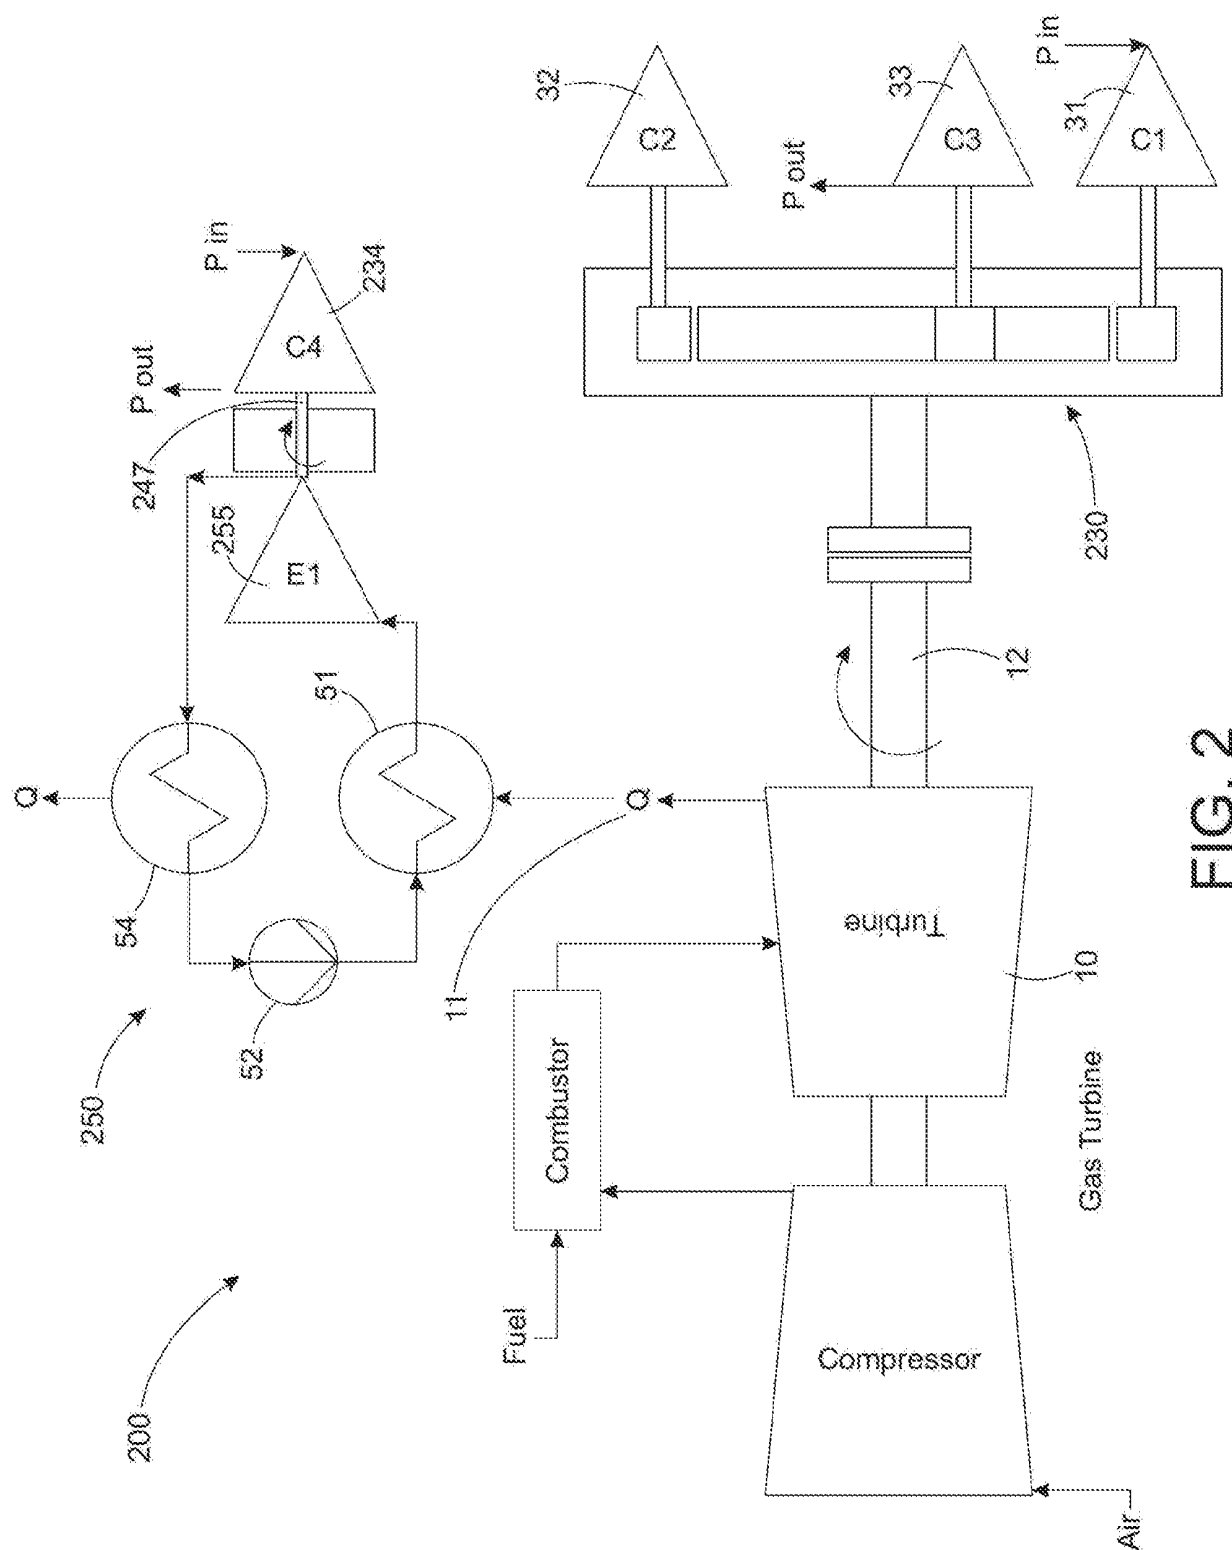 200
250
Q
54
52
51
247
255
E1
P out
C4
234
P in
11
Q
Fuel
Combustor
Air
Compressor
Turbine
10
Gas Turbine
12
230
C2
32
P out
C3
33
C1
31
P in
FIG. 2